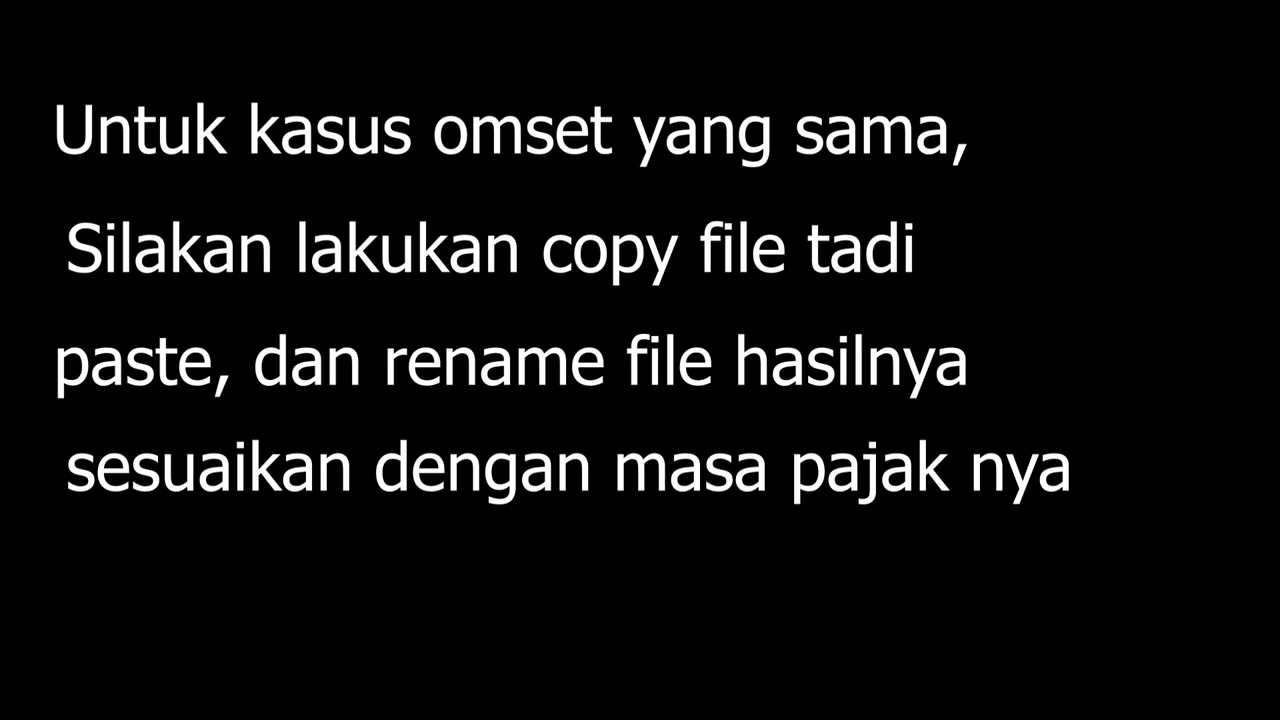 Untuk kasus omset yang sama,
Silakan lakukan copy file tadi
paste, dan rename file hasilnya
sesuaikan dengan masa pajak nya